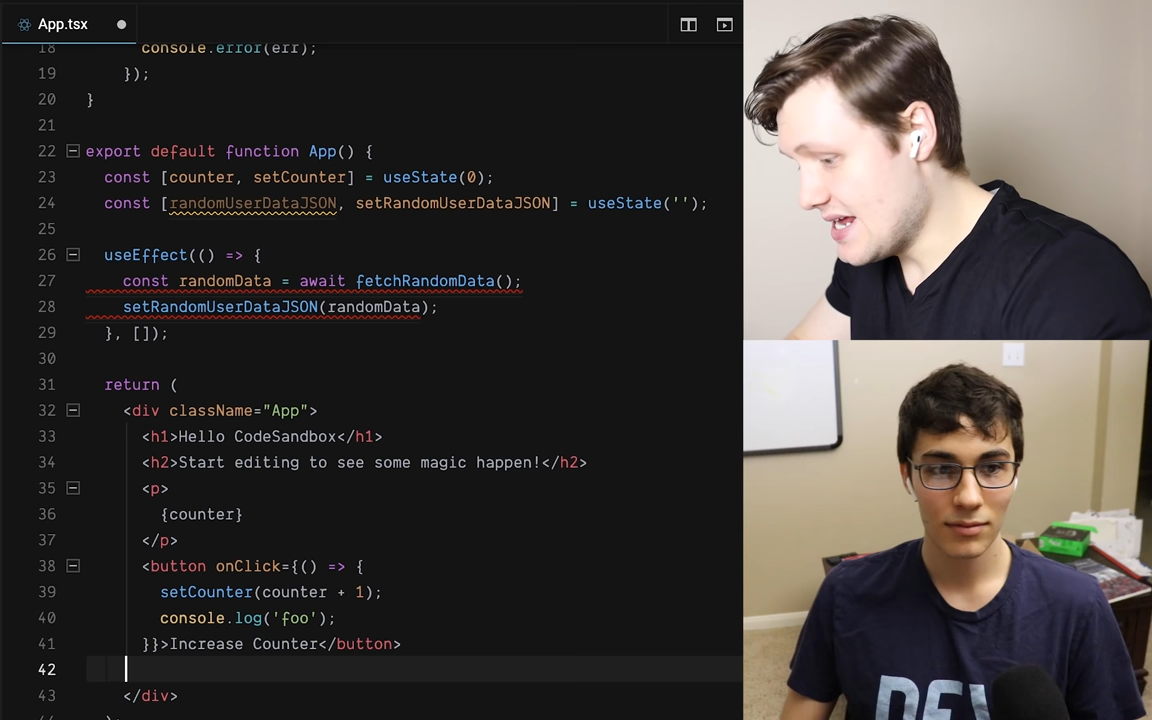 App.tsx
18 console.error(err);
19 });
20 }
21
22 export default function App() {
23 const [counter, setCounter] = useState(0);
24 const [randomUserDataJSON, setRandomUserDataJSON] = useState('');
25
26 useEffect(() => {
27 const randomData = await fetchRandomData();
28 setRandomUserDataJSON(randomData);
29 }, []);
30
31 return (
32 <div className="App">
33 <h1>Hello CodeSandbox</h1>
34 <h2>Start editing to see some magic happen!</h2>
35 <p>
36 {counter}
37 </p>
38 <button onClick={() => {
39 setCounter(counter + 1);
40 console.log('foo');
41 }}>Increase Counter</button>
42
43 </div>